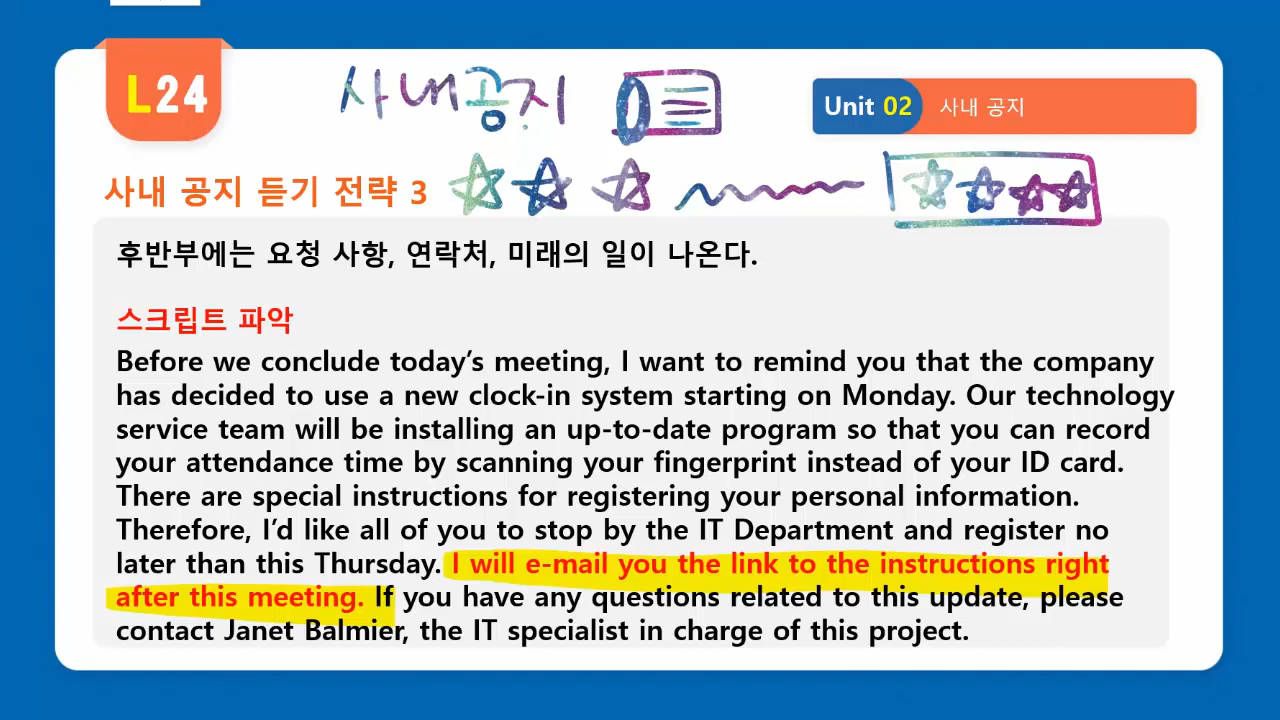 L24
사내공지
Unit 02 사내 공지
사내 공지 듣기 전략 3
후반부에는 요청 사항, 연락처, 미래의 일이 나온다.
스크립트 파악
Before we conclude today’s meeting, I want to remind you that the company
has decided to use a new clock-in system starting on Monday. Our technology
service team will be installing an up-to-date program so that you can record
your attendance time by scanning your fingerprint instead of your ID card.
There are special instructions for registering your personal information.
Therefore, I’d like all of you to stop by the IT Department and register no
later than this Thursday. I will e-mail you the link to the instructions right
after this meeting. If you have any questions related to this update, please
contact Janet Balmier, the IT specialist in charge of this project.